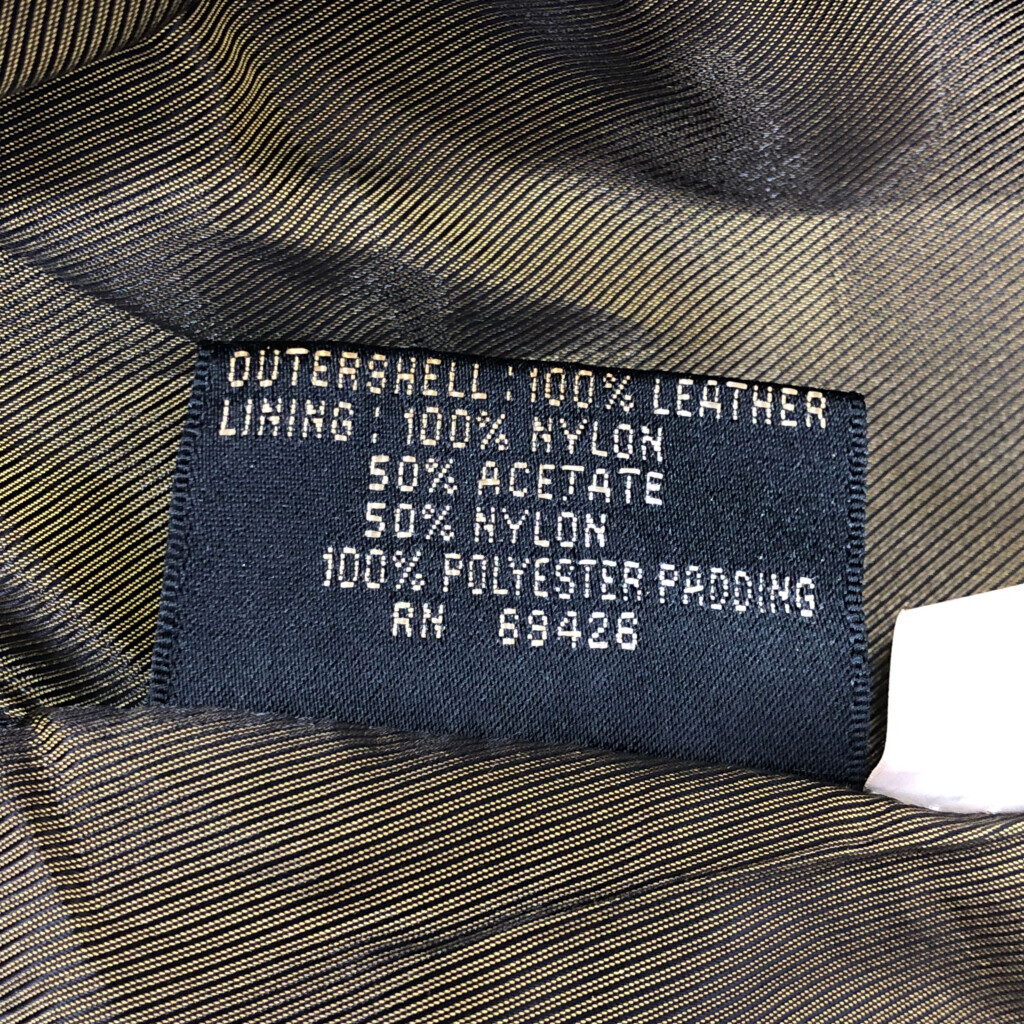 OUTERSHELL : 100% LEATHER
LINING : 100% NYLON
50% ACETATE
50% NYLON
100% POLYESTER PADDING
RN 69426